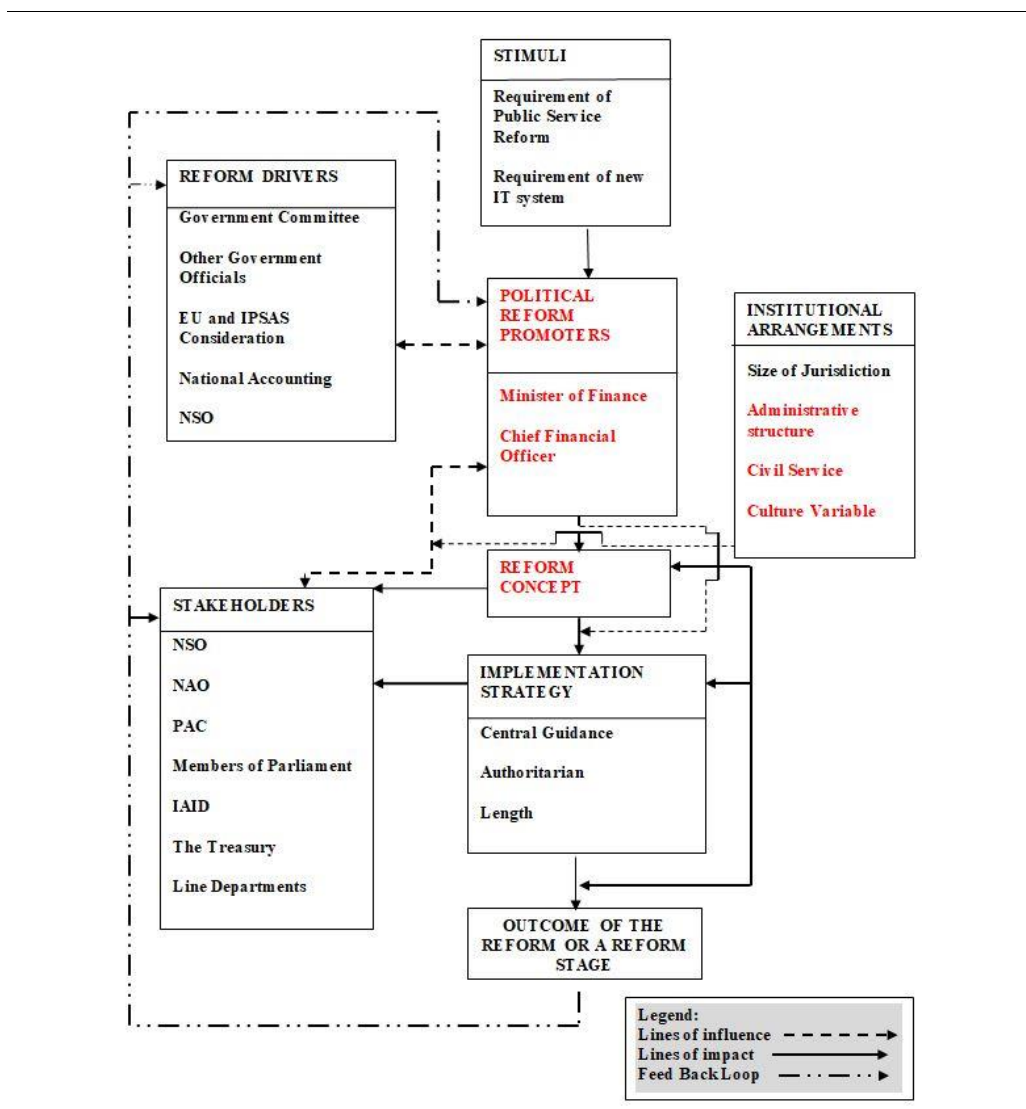 STIMULI
Requirement of
Public Service
Reform
Requirement of new
IT system
REFORM DRIVERS
Government Committee
Other Government
Officials
EU and IPSAS
Consideration
National Accounting
NSO
POLITICAL
REFORM
PROMOTERS
Minister of Finance
Chief Financial
Officer
INSTITUTIONAL
ARRANGEMENTS
Size of Jurisdiction
Administrative
structure
Civil Service
Culture Variable
REFORM
CONCEPT
STAKEHOLDERS
NSO
NAO
PAC
Members of Parliament
IAID
The Treasury
Line Departments
IMPLEMENTATION
STRATEGY
Central Guidance
Authoritarian
Length
OUTCOME OF THE
REFORM OR A REFORM
STAGE
Legend:
Lines of influence
Lines of impact
Feed Back Loop